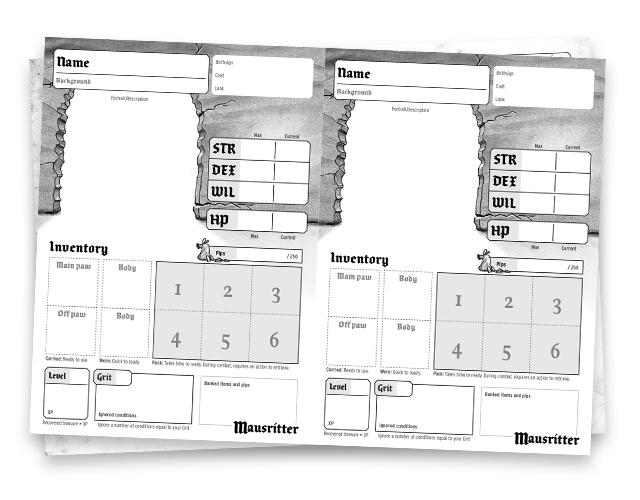 Name
Background
Birthsign
Coat
Look
Portrait/description
Max Current
STR
DEX
WIL
HP
Max Current
Inventory
Pips /250
Main paw Body
1 2 3
Off paw Body
4 5 6
Carried: Ready to use. Worn: Quick to ready. Pack: Takes time to ready. During combat, requires an action to retrieve.
Level
XP
Recovered treasure = XP
Grit
Ignored conditions
Ignore a number of conditions equal to your Grit
Banked items and pips
Mausritter
Name
Background
Birthsign
Coat
Look
Portrait/description
Max Current
STR
DEX
WIL
HP
Max Current
Inventory
Pips /250
Main paw Body
1 2 3
Off paw Body
4 5 6
Carried: Ready to use. Worn: Quick to ready. Pack: Takes time to ready. During combat, requires an action to retrieve.
Level
XP
Recovered treasure = XP
Grit
Ignored conditions
Ignore a number of conditions equal to your Grit
Banked items and pips
Mausritter